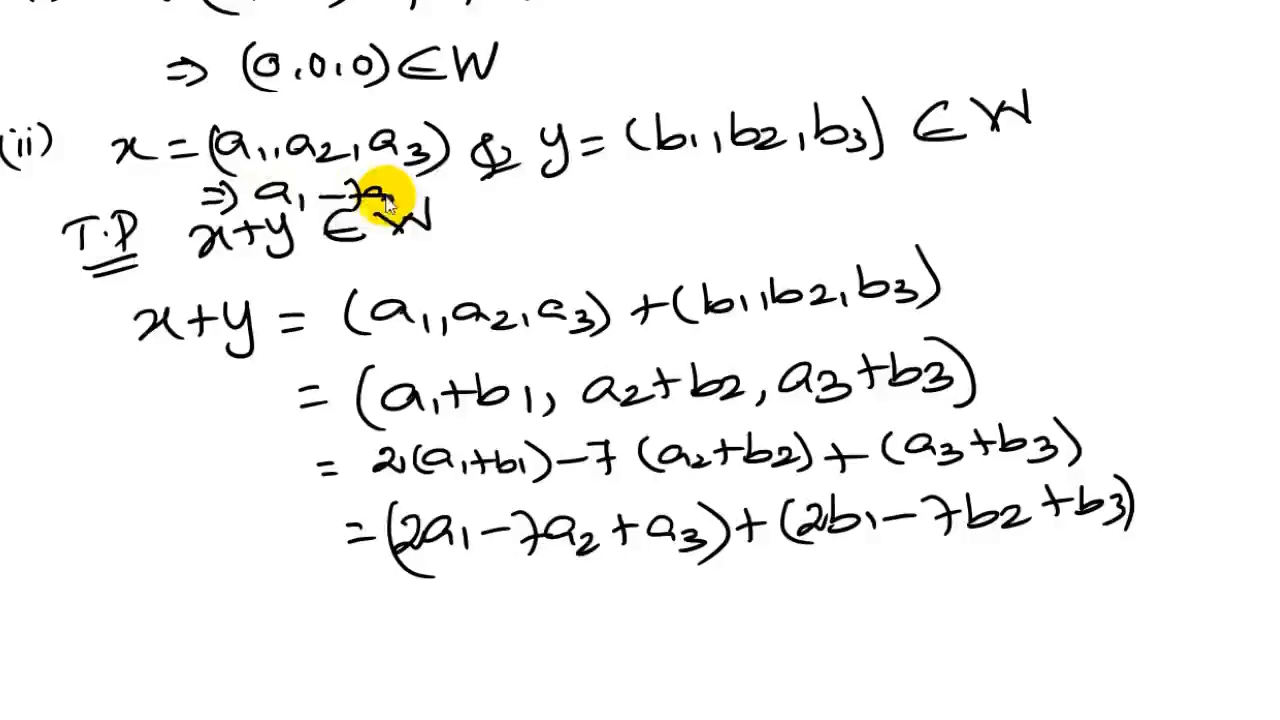 ⇒ (0,0,0) ∈ W
(ii) x = (a₁, a₂, a₃) & y = (b₁, b₂, b₃) ∈ W
⇒ a₁ - 7a
T.P x+y ∈ W
x+y = (a₁, a₂, a₃) + (b₁, b₂, b₃)
= (a₁+b₁, a₂+b₂, a₃+b₃)
= 2(a₁+b₁) - 7(a₂+b₂) + (a₃+b₃)
= (2a₁ - 7a₂ + a₃) + (2b₁ - 7b₂ + b₃)